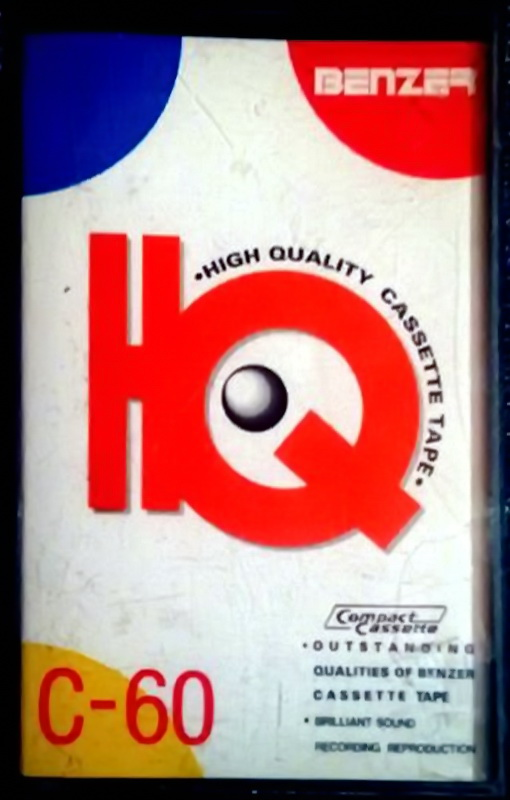 BENZER
HQ
•HIGH QUALITY CASSETTE TAPE•
Compact
Cassette
•OUTSTANDING
QUALITIES OF BENZER
CASSETTE TAPE
• BRILLIANT SOUND
RECORDING REPRODUCTION
C-60